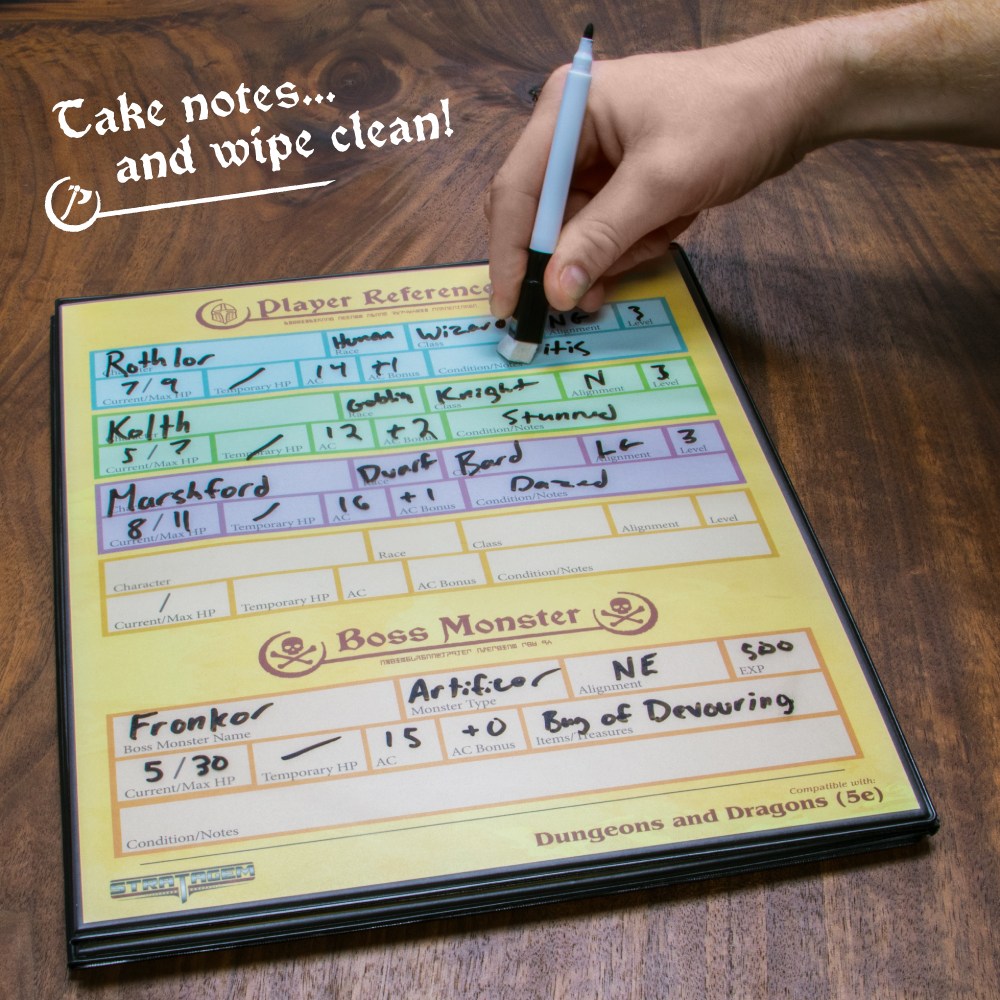 Take notes...
and wipe clean!
Player Reference
Rothlor Human Wizar NG 3
Race Class Alignment Level
7/9 / 14 +1 itis
Current/Max HP Temporary HP AC AC Bonus Condition/Notes
Kolth Goblin Knight N 3
Race Class Alignment Level
5/7 / 12 +2 Stunned
Current/Max HP Temporary HP AC AC Bonus Condition/Notes
Marshford Dwarf Bard LG 3
Race Class Alignment Level
8/11 / 16 +1 Dazed
Current/Max HP Temporary HP AC AC Bonus Condition/Notes
Character Race Class Alignment Level
/
Current/Max HP Temporary HP AC AC Bonus Condition/Notes
Boss Monster
Fronkor Artificer NE 500
Boss Monster Name Monster Type Alignment EXP
5/30 — 15 +0 Bag of Devouring
Current/Max HP Temporary HP AC AC Bonus Items/Treasures
Condition/Notes
Compatible with:
Dungeons and Dragons (5e)
STRATAGEM